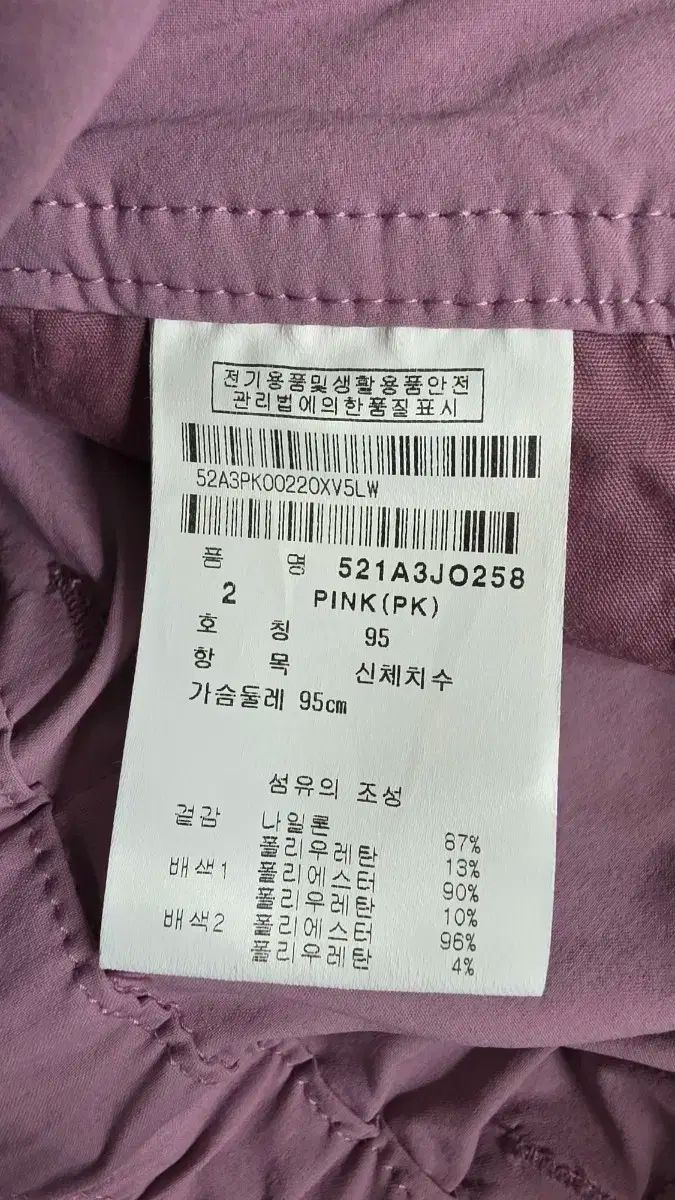 전기용품및생활용품안전
관리법에의한품질표시
52A3PK00220XV5LW
품 명 521A3JO258
2 PINK(PK)
호 칭 95
항 목 신체치수
가슴둘레 95cm
섬유의 조성
겉감 나일론 87%
폴리우레탄 13%
배색1 폴리에스터 90%
폴리우레탄 10%
배색2 폴리에스터 96%
폴리우레탄 4%